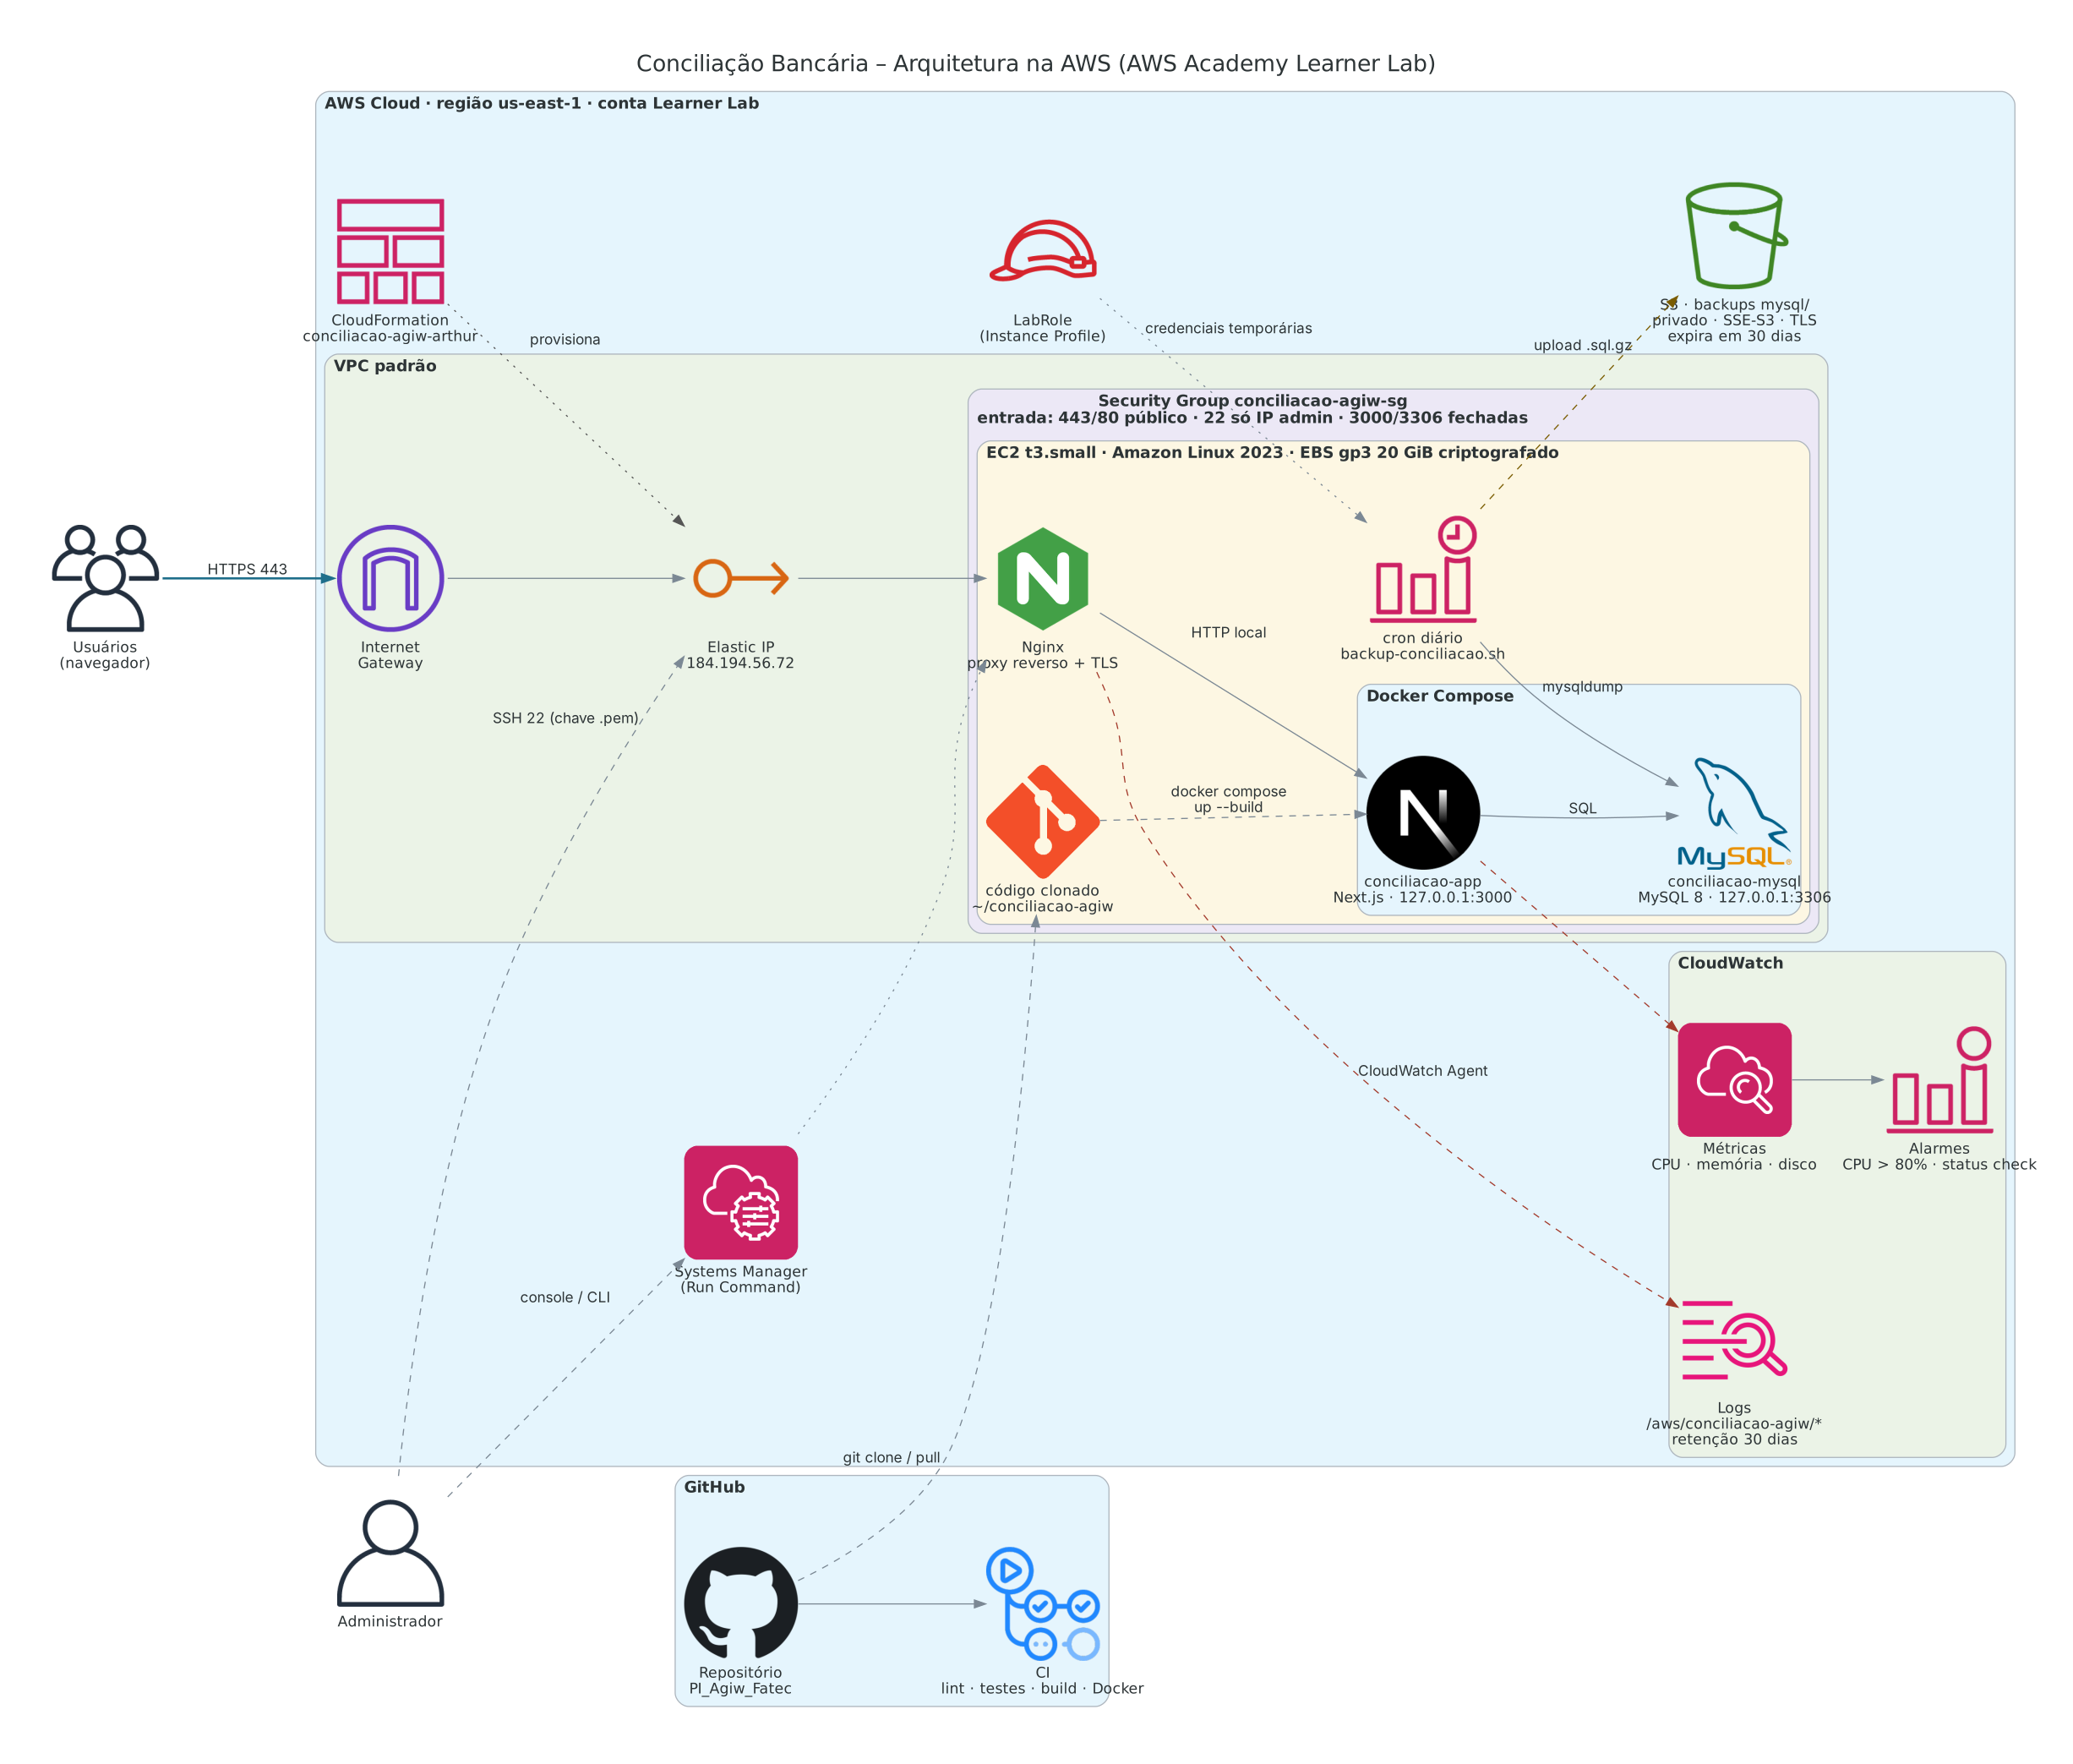 Conciliação Bancária – Arquitetura na AWS (AWS Academy Learner Lab)
AWS Cloud · região us-east-1 · conta Learner Lab
CloudFormation
conciliacao-agiw-arthur
provisiona
LabRole
(Instance Profile)
credenciais temporárias
S3 · backups mysql/
privado · SSE-S3 · TLS
expira em 30 dias
upload .sql.gz
VPC padrão
Security Group conciliacao-agiw-sg
entrada: 443/80 público · 22 só IP admin · 3000/3306 fechadas
EC2 t3.small · Amazon Linux 2023 · EBS gp3 20 GiB criptografado
HTTPS 443
Usuários
(navegador)
Internet
Gateway
Elastic IP
184.194.56.72
Nginx
proxy reverso + TLS
HTTP local
cron diário
backup-conciliacao.sh
mysqldump
SSH 22 (chave .pem)
Docker Compose
docker compose
up --build
SQL
MySQL®
código clonado
~/conciliacao-agiw
conciliacao-app
Next.js · 127.0.0.1:3000
conciliacao-mysql
MySQL 8 · 127.0.0.1:3306
CloudWatch
CloudWatch Agent
Métricas
CPU · memória · disco
Alarmes
CPU > 80% · status check
Systems Manager
(Run Command)
console / CLI
Logs
/aws/conciliacao-agiw/*
retenção 30 dias
git clone / pull
GitHub
Administrador
Repositório
PI_Agiw_Fatec
CI
lint · testes · build · Docker